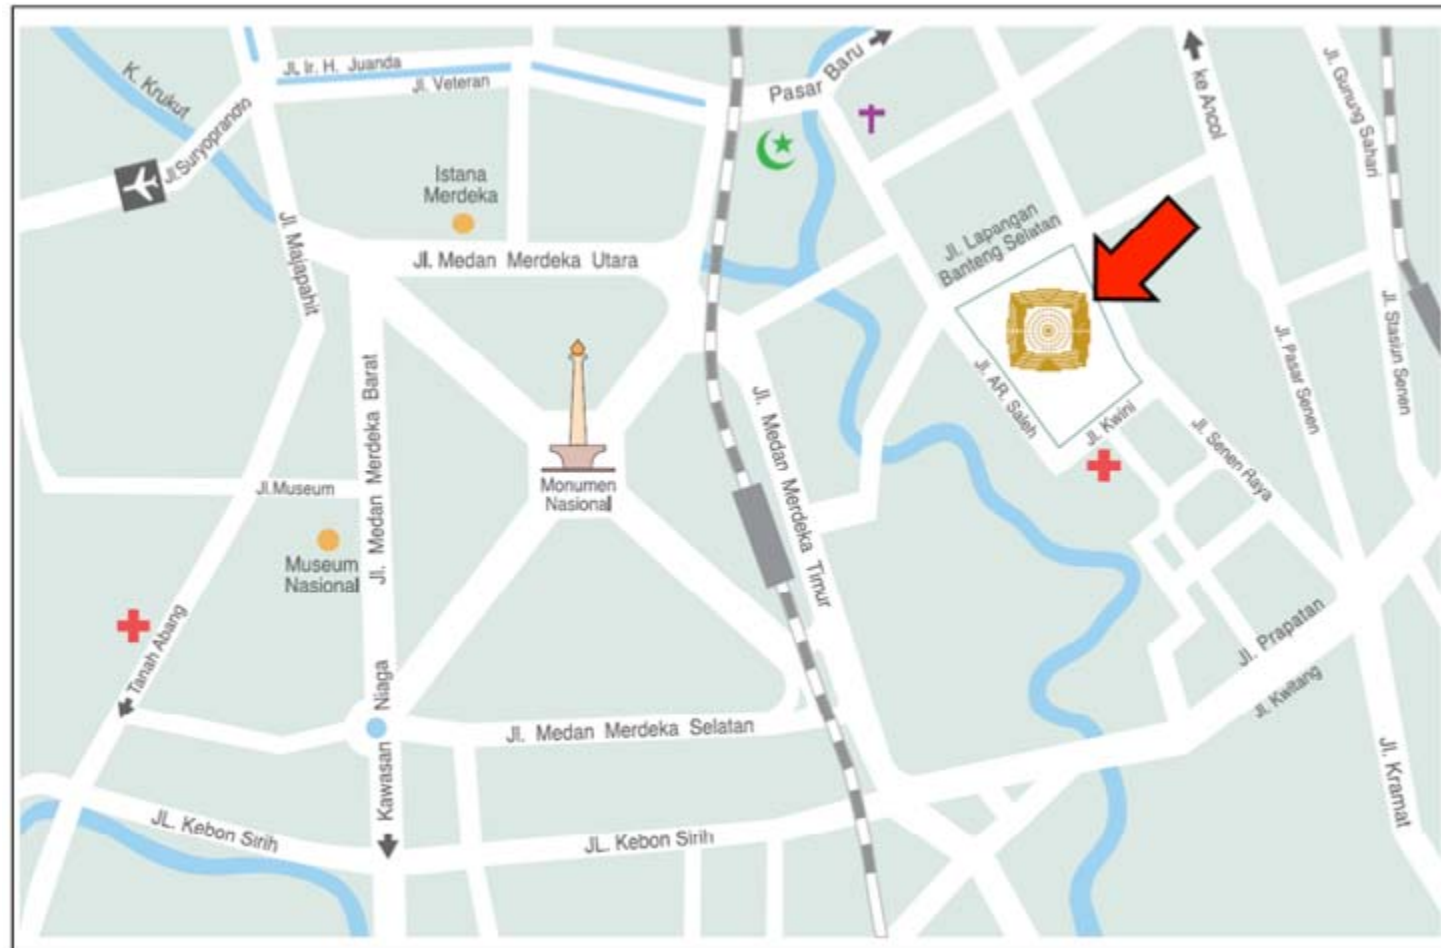 K. Krukut
Jl. Ir. H. Juanda
Jl. Veteran
Pasar Baru
ke Ancol
Jl. Gunung Sahari
Jl.Suryopranoto
Istana
Merdeka
Jl. Majapahit
Jl. Medan Merdeka Utara
Jl. Lapangan
Banteng Selatan
Jl. Medan Merdeka Barat
Jl. Medan Merdeka Timur
Jl. AR. Saleh
Jl. Kwini
Jl. Senen Raya
Jl. Pasar Senen
Jl. Stasiun Senen
Monumen
Nasional
Jl.Museum
Museum
Nasional
Tanah Abang
Kawasan Niaga
Jl. Medan Merdeka Selatan
Jl. Prapatan
Jl. Kwitang
Jl. Kramat
JL. Kebon Sirih
JL. Kebon Sirih